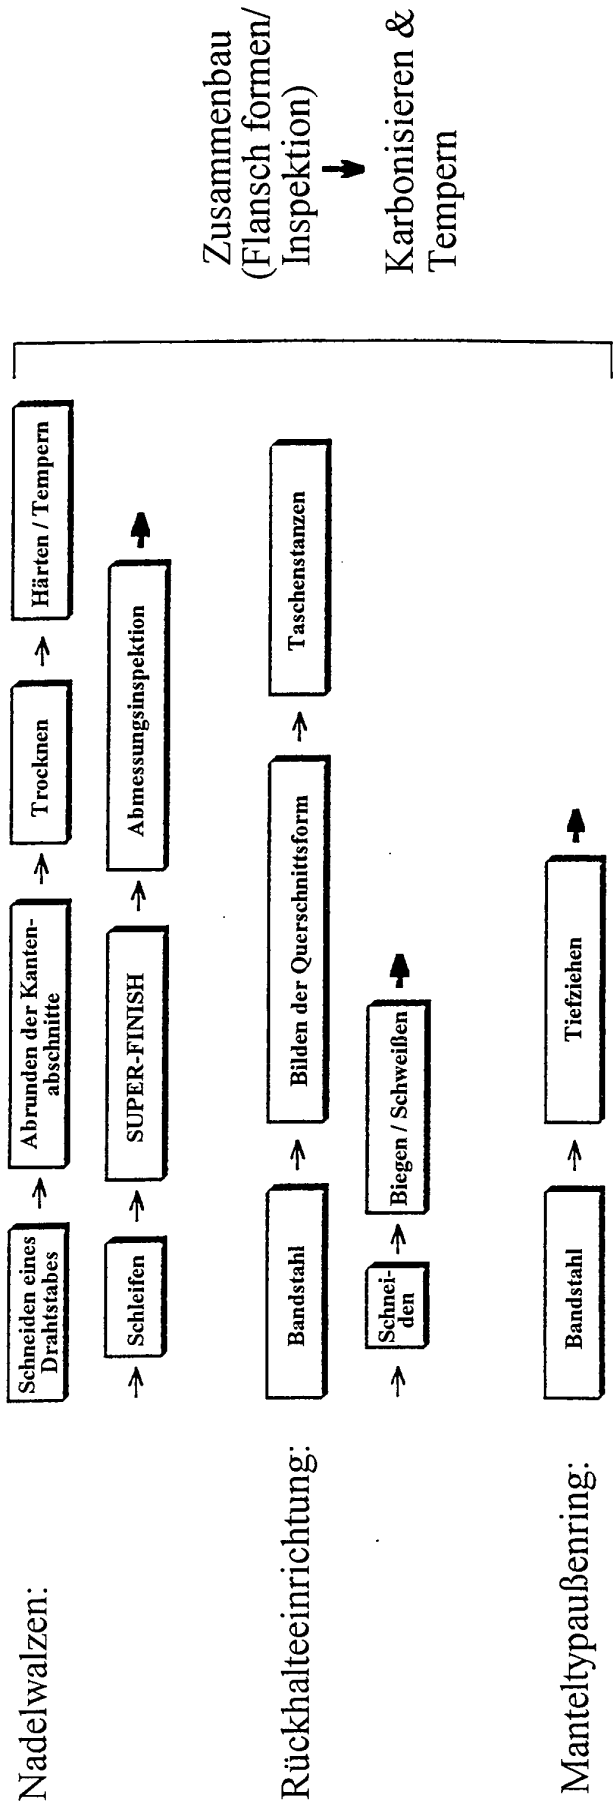 Nadelwalzen:
Schneiden eines
Drahtstabes
Abrunden der Kanten-
abschnitte
Trocknen
Härten / Tempern
Schleifen
SUPER-FINISH
Abmessungsinspektion
Rückhalteeinrichtung:
Bandstahl
Bilden der Querschnittsform
Taschenstanzen
Schnei-
den
Biegen / Schweißen
Manteltypaußenring:
Bandstahl
Tiefziehen
Zusammenbau
(Flansch formen/
Inspektion)
Karbonisieren &
Tempern